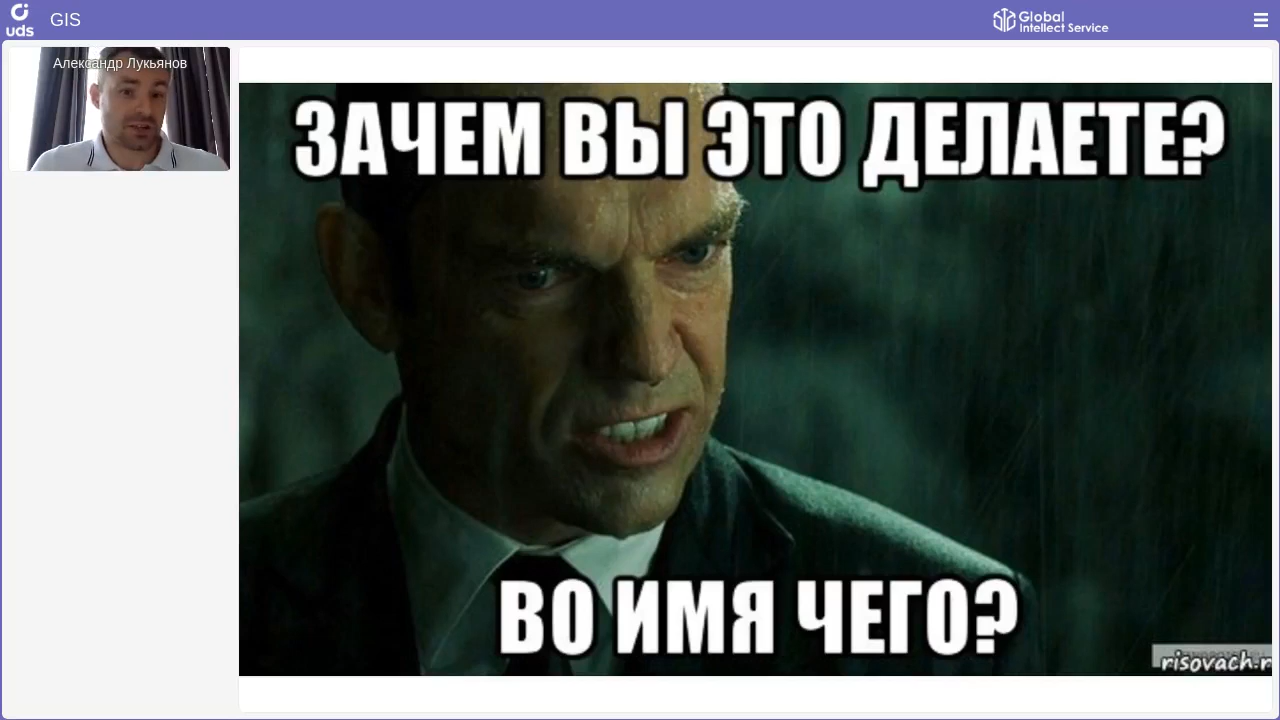 uds
GIS
Global
Intellect Service
Александр Лукьянов
ЗАЧЕМ ВЫ ЭТО ДЕЛАЕТЕ?
ВО ИМЯ ЧЕГО?
risovach.r